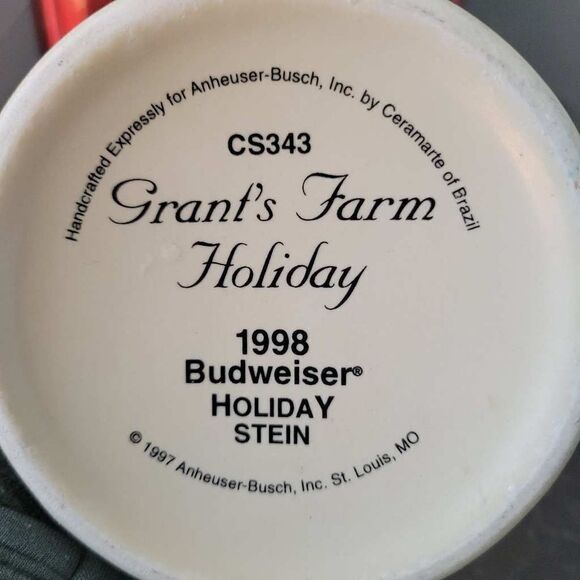 Handcrafted Expressly for Anheuser-Busch, Inc. by Ceramarte of Brazil
CS343
Grant's Farm
Holiday
1998
Budweiser®
HOLIDAY
STEIN
© 1997 Anheuser-Busch, Inc. St. Louis, MO